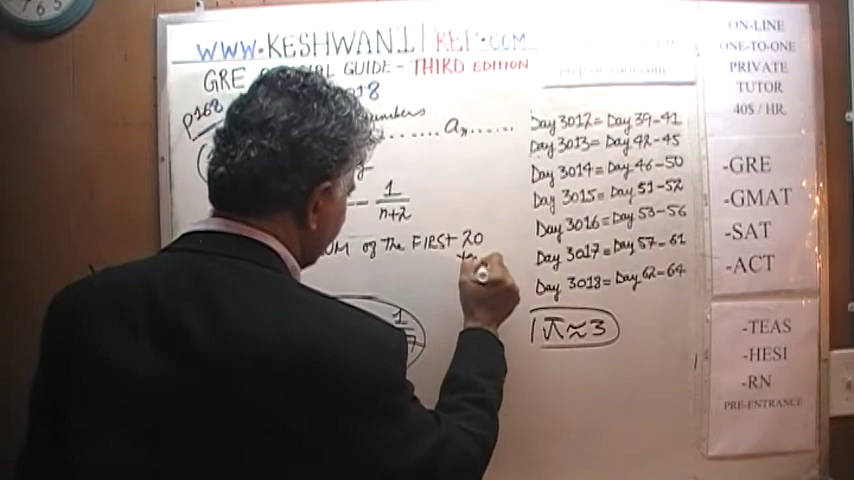 WWW.KESHWANI
.COM
GRE
GUIDE - THIRD EDITION
P168
numbers
....... an......
1
n+2
OM of the FIRST 20
1
Day 3012 = Day 39-41
Day 3013 = Day 42-45
Day 3014 = Day 46-50
Day 3015 = Day 51-52
Day 3016 = Day 53-56
Day 3017 = Day 57-61
Day 3018 = Day 62-64
π≈3
ON-LINE
ONE-TO-ONE
PRIVATE
TUTOR
40$ / HR.
-GRE
-GMAT
-SAT
-ACT
-TEAS
-HESI
-RN
PRE-ENTRANCE